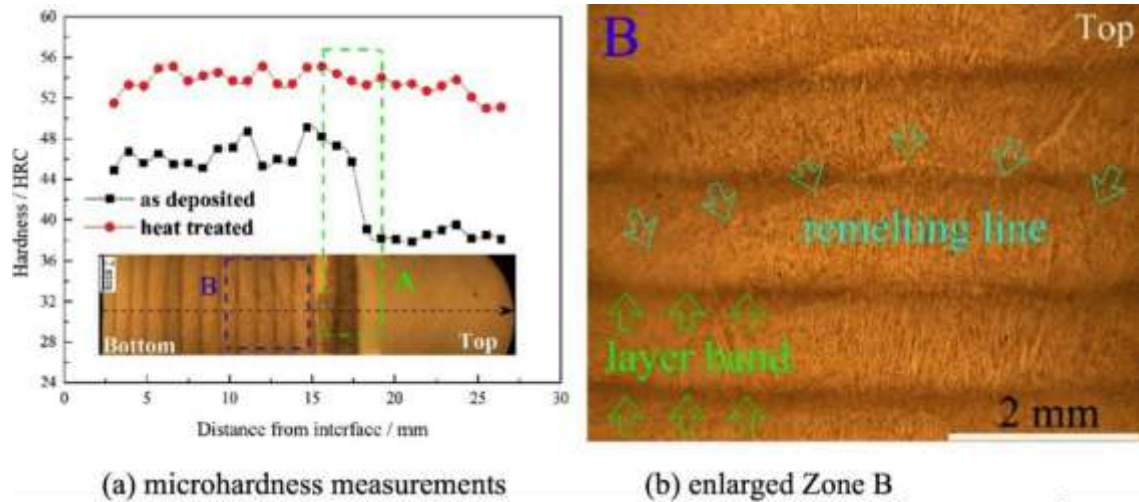 60
56
52
48
44
40
36
32
28
24
Hardness / HRC
as deposited
heat treated
B
A
Bottom
Top
0
5
10
15
20
25
30
Distance from interface / mm
(a) microhardness measurements
B
Top
remelting line
layer band
2 mm
(b) enlarged Zone B